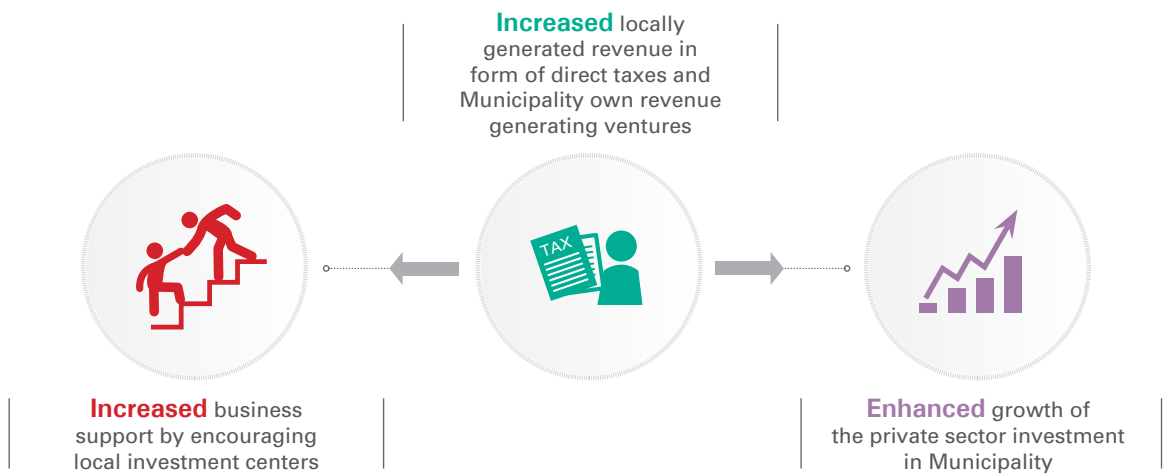 Increased locally
generated revenue in
form of direct taxes and
Municipality own revenue
generating ventures
TAX
Increased business
support by encouraging
local investment centers
Enhanced growth of
the private sector investment
in Municipality